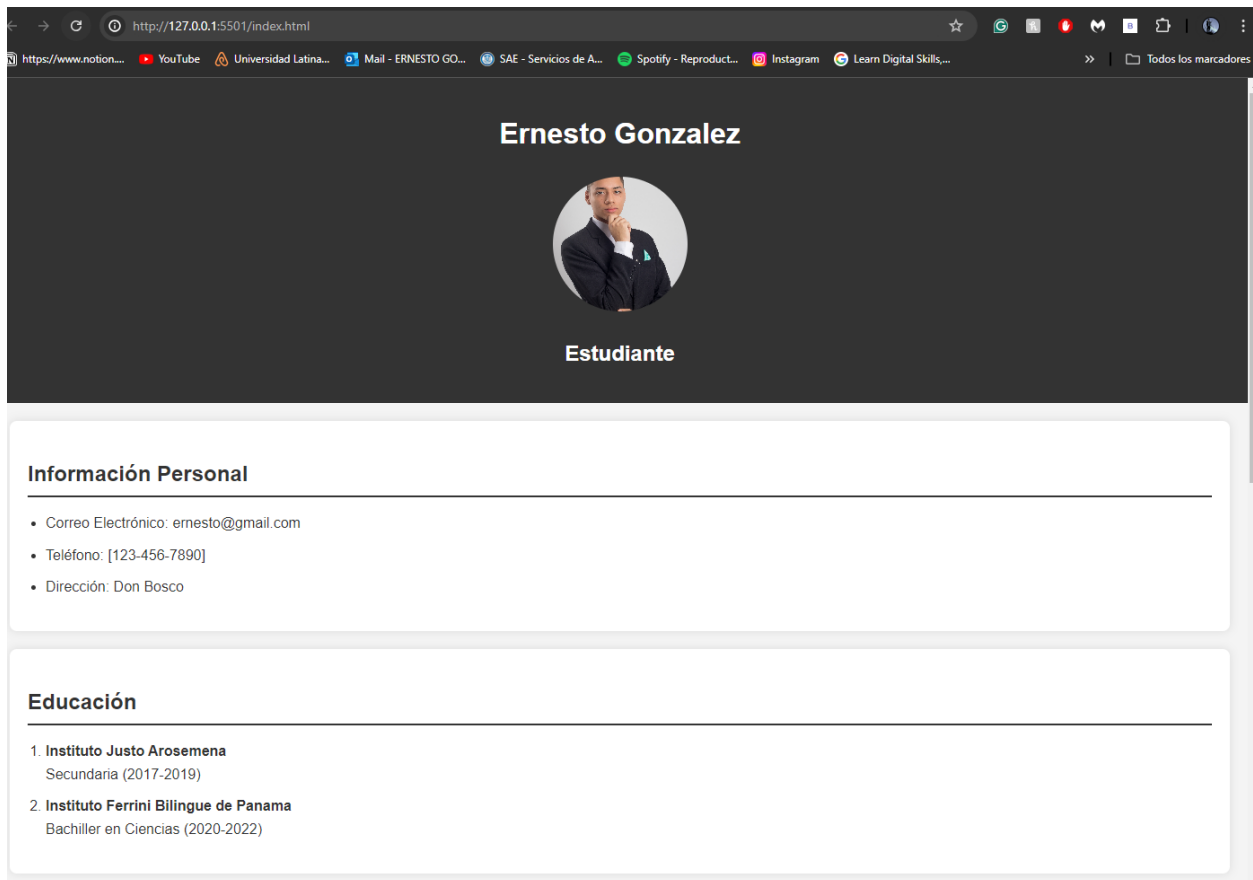 http://127.0.0.1:5501/index.html
https://www.notion.... YouTube Universidad Latina... Mail - ERNESTO GO... SAE - Servicios de A... Spotify - Reproduct... Instagram Learn Digital Skills,... » Todos los marcadores
Ernesto Gonzalez
Estudiante
Información Personal
• Correo Electrónico: ernesto@gmail.com
• Teléfono: [123-456-7890]
• Dirección: Don Bosco
Educación
1. Instituto Justo Arosemena
Secundaria (2017-2019)
2. Instituto Ferrini Bilingue de Panama
Bachiller en Ciencias (2020-2022)